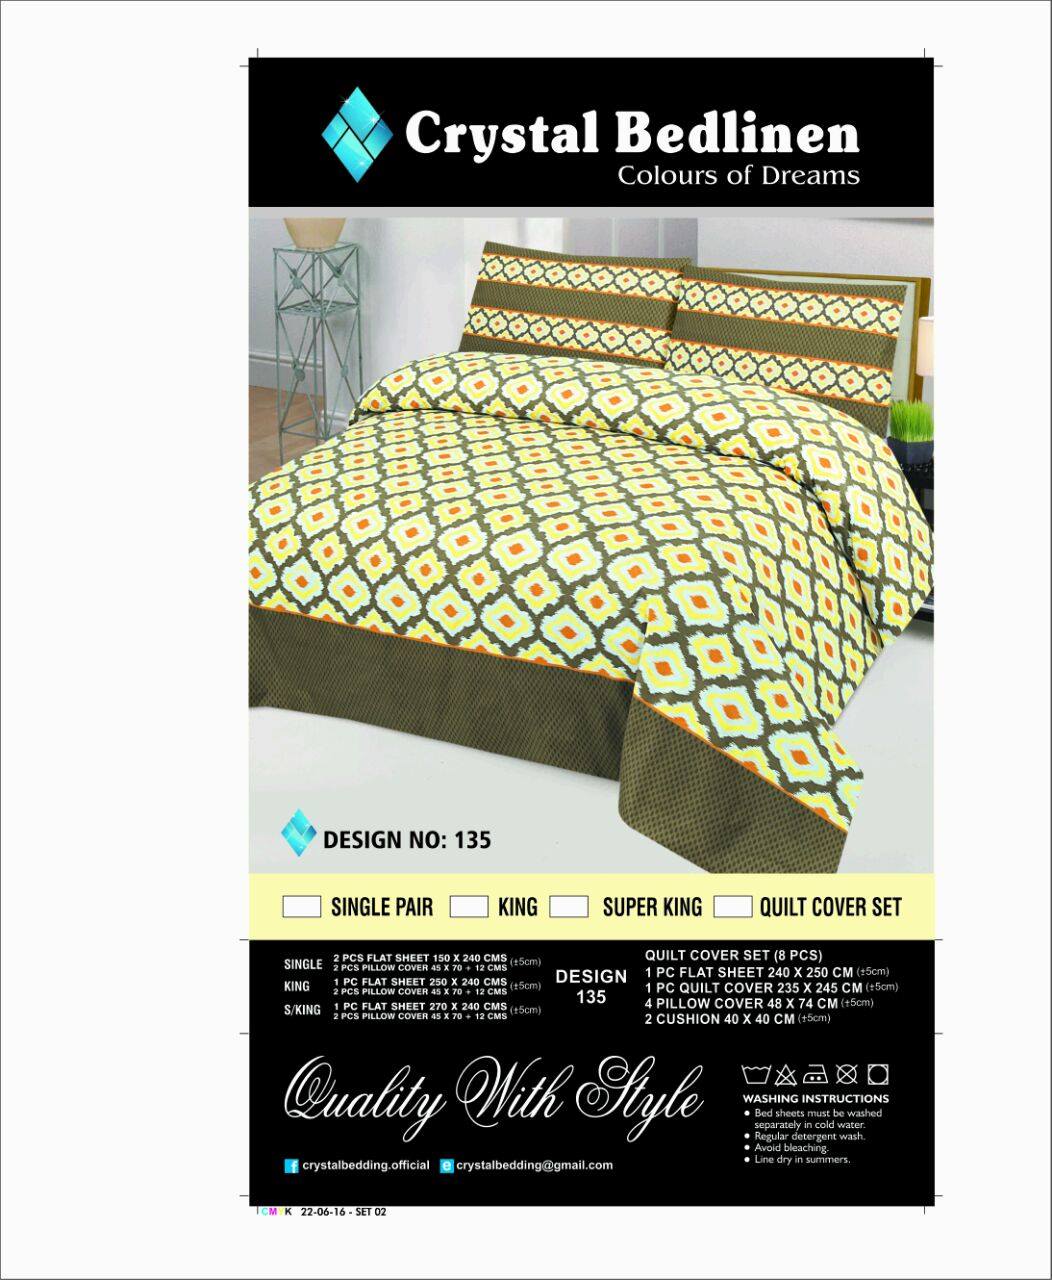 Crystal Bedlinen
Colours of Dreams
DESIGN NO: 135
SINGLE PAIR
KING
SUPER KING
QUILT COVER SET
SINGLE
2 PCS FLAT SHEET 150 X 240 CMS (±5cm)
2 PCS PILLOW COVER 45 X 70 + 12 CMS
KING
1 PC FLAT SHEET 250 X 240 CMS (±5cm)
2 PCS PILLOW COVER 45 X 70 + 12 CMS
S/KING
1 PC FLAT SHEET 270 X 240 CMS (±5cm)
2 PCS PILLOW COVER 45 X 70 + 12 CMS
DESIGN
135
QUILT COVER SET (8 PCS)
1 PC FLAT SHEET 240 X 250 CM (±5cm)
1 PC QUILT COVER 235 X 245 CM (±5cm)
4 PILLOW COVER 48 X 74 CM (±5cm)
2 CUSHION 40 X 40 CM (±5cm)
Quality With Style
WASHING INSTRUCTIONS
• Bed sheets must be washed
separately in cold water.
• Regular detergent wash.
• Avoid bleaching.
• Line dry in summers.
f crystalbedding.official
e crystalbedding@gmail.com
CMYK 22-06-16 - SET 02